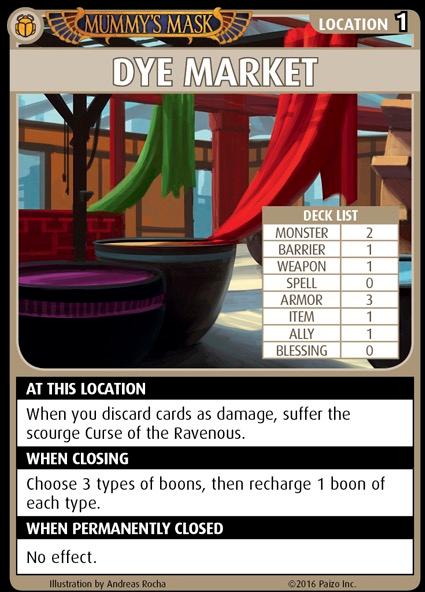 MUMMY'S MASK
LOCATION 1
DYE MARKET
DECK LIST
MONSTER 2
BARRIER 1
WEAPON 1
SPELL 0
ARMOR 3
ITEM 1
ALLY 1
BLESSING 0
AT THIS LOCATION
When you discard cards as damage, suffer the
scourge Curse of the Ravenous.
WHEN CLOSING
Choose 3 types of boons, then recharge 1 boon of
each type.
WHEN PERMANENTLY CLOSED
No effect.
Illustration by Andreas Rocha ©2016 Paizo Inc.